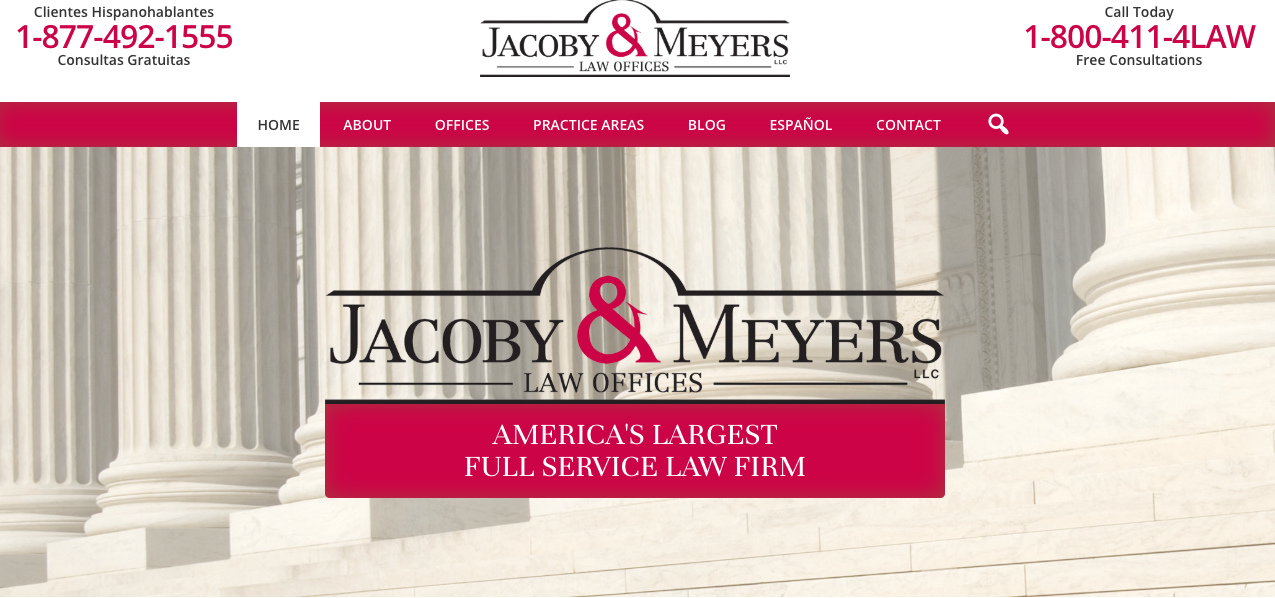 Clientes Hispanohablantes
1-877-492-1555
Consultas Gratuitas
JACOBY & MEYERS
LLC
LAW OFFICES
Call Today
1-800-411-4LAW
Free Consultations
HOME ABOUT OFFICES PRACTICE AREAS BLOG ESPAÑOL CONTACT
JACOBY & MEYERS
LLC
LAW OFFICES
AMERICA'S LARGEST
FULL SERVICE LAW FIRM